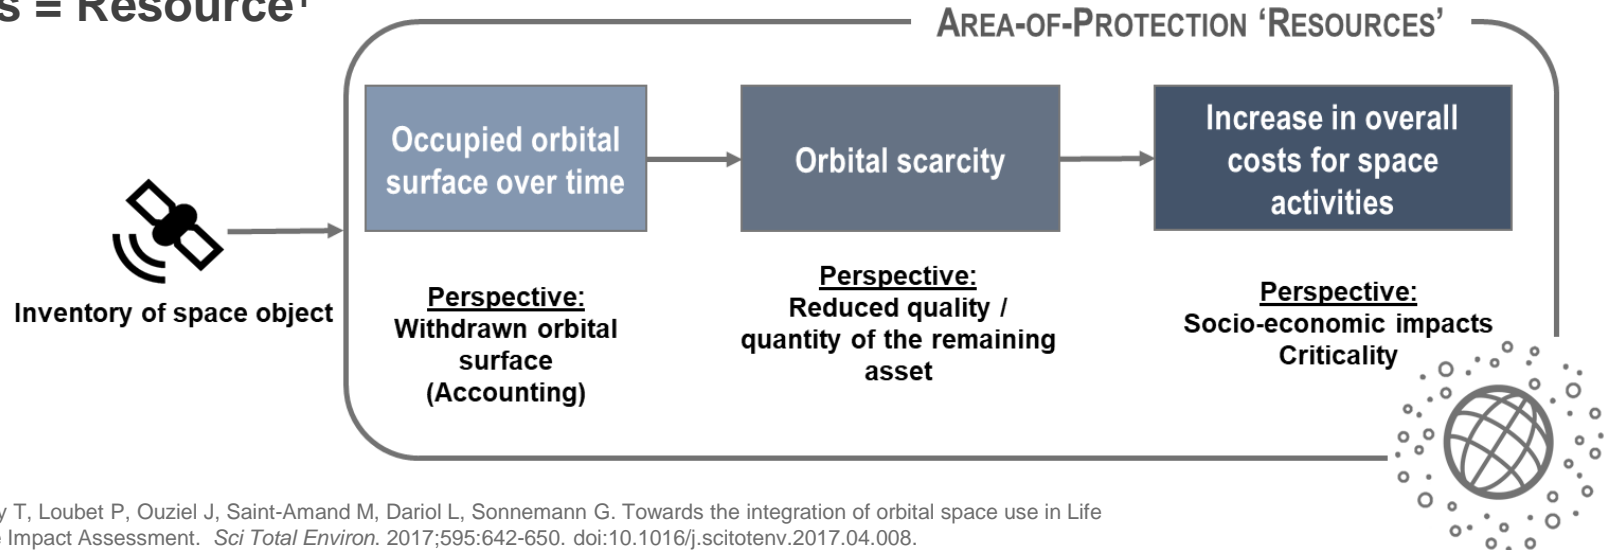 s = Resource¹
AREA-OF-PROTECTION ‘RESOURCES’
Occupied orbital
surface over time
Orbital scarcity
Increase in overall
costs for space
activities
Inventory of space object
Perspective:
Withdrawn orbital
surface
(Accounting)
Perspective:
Reduced quality /
quantity of the remaining
asset
Perspective:
Socio-economic impacts
Criticality
y T, Loubet P, Ouziel J, Saint-Amand M, Dariol L, Sonnemann G. Towards the integration of orbital space use in Life
e Impact Assessment. Sci Total Environ. 2017;595:642-650. doi:10.1016/j.scitotenv.2017.04.008.